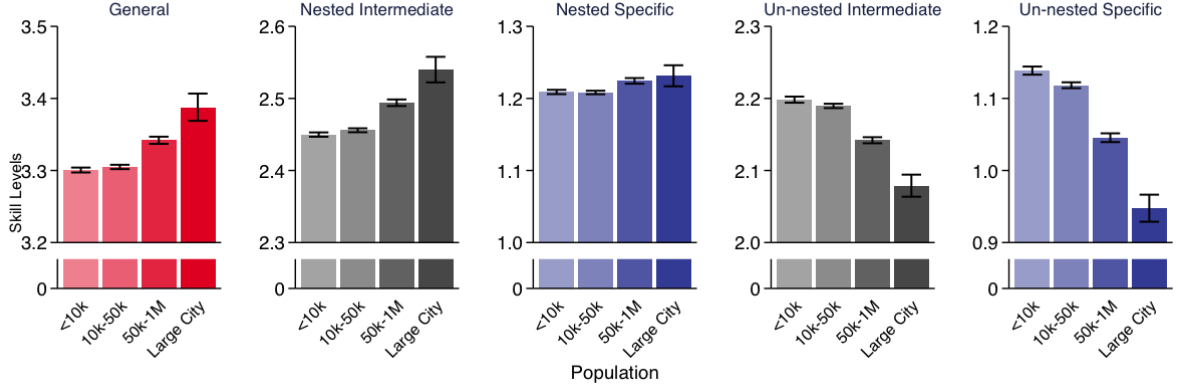 General
Nested Intermediate
Nested Specific
Un-nested Intermediate
Un-nested Specific
Skill Levels
3.5
3.4
3.3
3.2
0
<10k
10k-50k
50k-1M
Large City
2.6
2.5
2.4
2.3
0
<10k
10k-50k
50k-1M
Large City
1.3
1.2
1.1
1.0
0
<10k
10k-50k
50k-1M
Large City
2.3
2.2
2.1
2.0
0
<10k
10k-50k
50k-1M
Large City
1.2
1.1
1.0
0.9
0
<10k
10k-50k
50k-1M
Large City
Population